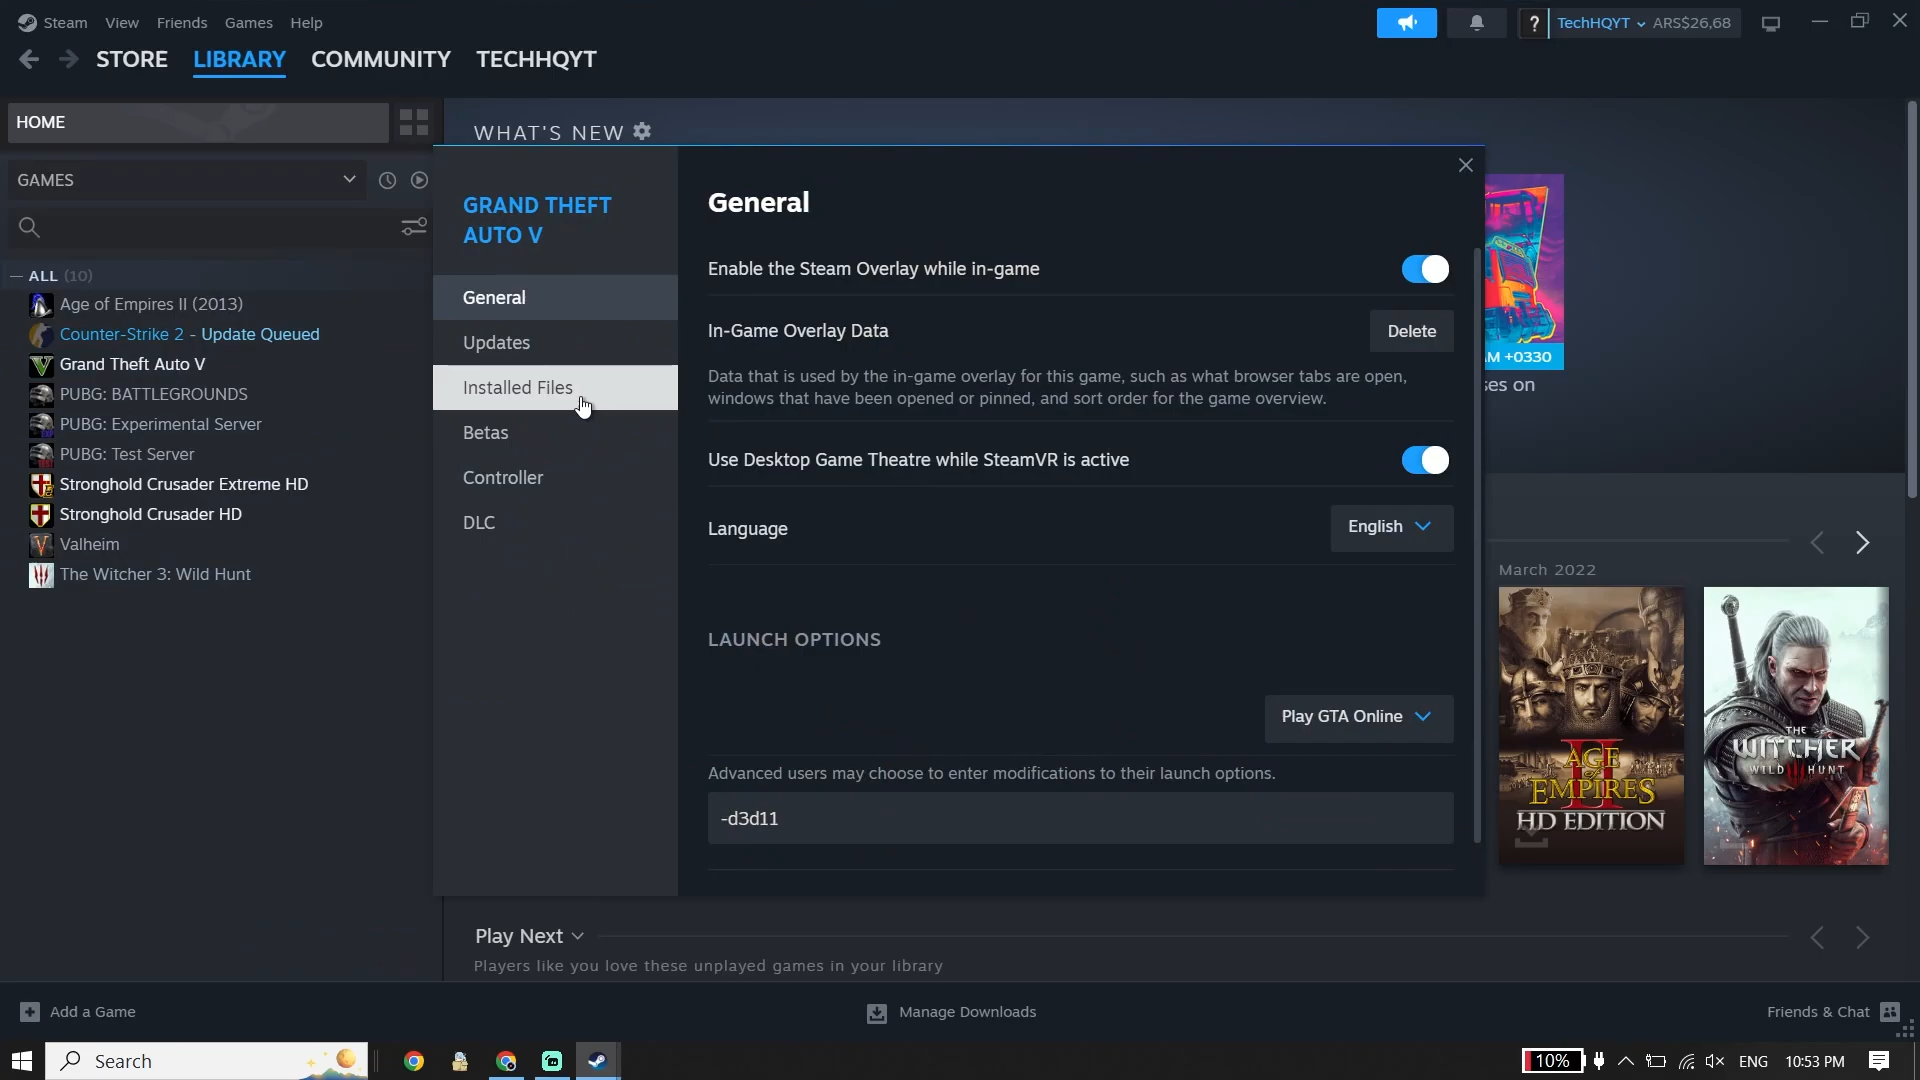 Steam View Friends Games Help
? TechHQYT ARS$26,68
STORE LIBRARY COMMUNITY TECHHQYT
HOME
WHAT'S NEW
GAMES
ALL (10)
Age of Empires II (2013)
Counter-Strike 2 - Update Queued
Grand Theft Auto V
PUBG: BATTLEGROUNDS
PUBG: Experimental Server
PUBG: Test Server
Stronghold Crusader Extreme HD
Stronghold Crusader HD
Valheim
The Witcher 3: Wild Hunt
GRAND THEFT
AUTO V
General
Updates
Installed Files
Betas
Controller
DLC
General
Enable the Steam Overlay while in-game
In-Game Overlay Data
Delete
Data that is used by the in-game overlay for this game, such as what browser tabs are open,
windows that have been opened or pinned, and sort order for the game overview.
Use Desktop Game Theatre while SteamVR is active
Language
English
LAUNCH OPTIONS
Play GTA Online
Advanced users may choose to enter modifications to their launch options.
-d3d11
AM +0330
ses on
March 2022
AGE
of
EMPIRES
II
HD EDITION
THE
WITCHER
WILD HUNT
Play Next
Players like you love these unplayed games in your library
Add a Game
Manage Downloads
Friends & Chat
Search
10%
ENG
10:53 PM